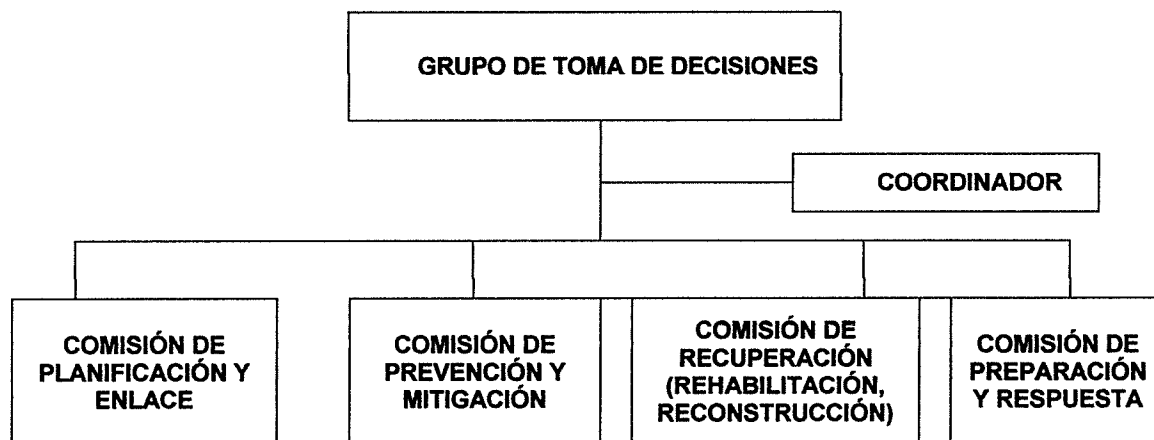 GRUPO DE TOMA DE DECISIONES
COORDINADOR
COMISIÓN DE
PLANIFICACIÓN Y
ENLACE
COMISIÓN DE
PREVENCIÓN Y
MITIGACIÓN
COMISIÓN DE
RECUPERACIÓN
(REHABILITACIÓN,
RECONSTRUCCIÓN)
COMISIÓN DE
PREPARACIÓN
Y RESPUESTA